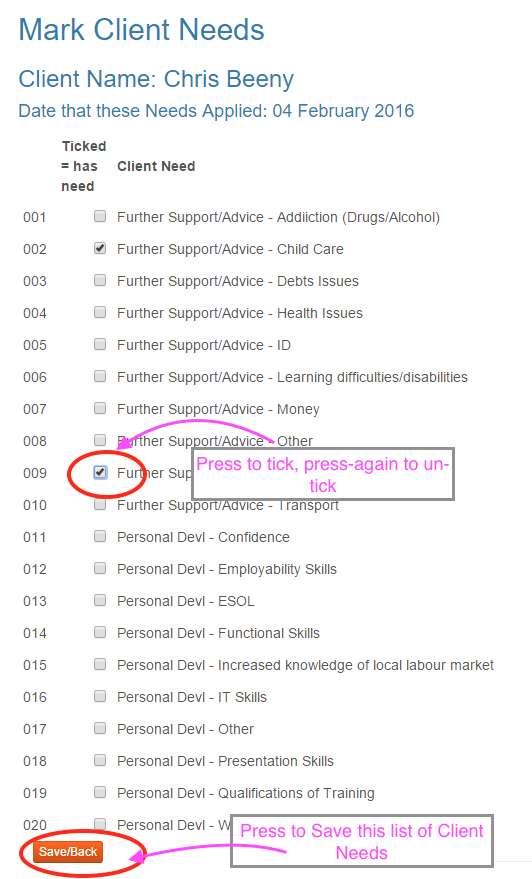 Mark Client Needs
Client Name: Chris Beeny
Date that these Needs Applied: 04 February 2016
Ticked
= has
need
Client Need
001 Further Support/Advice - Addiiction (Drugs/Alcohol)
002 Further Support/Advice - Child Care
003 Further Support/Advice - Debts Issues
004 Further Support/Advice - Health Issues
005 Further Support/Advice - ID
006 Further Support/Advice - Learning difficulties/disabilities
007 Further Support/Advice - Money
008 Further Support/Advice - Other
009 Further Sup
Press to tick, press-again to un-
tick
010 Further Support/Advice - Transport
011 Personal Devl - Confidence
012 Personal Devl - Employability Skills
013 Personal Devl - ESOL
014 Personal Devl - Functional Skills
015 Personal Devl - Increased knowledge of local labour market
016 Personal Devl - IT Skills
017 Personal Devl - Other
018 Personal Devl - Presentation Skills
019 Personal Devl - Qualifications of Training
020 Personal Devl - W
Press to Save this list of Client
Needs
Save/Back